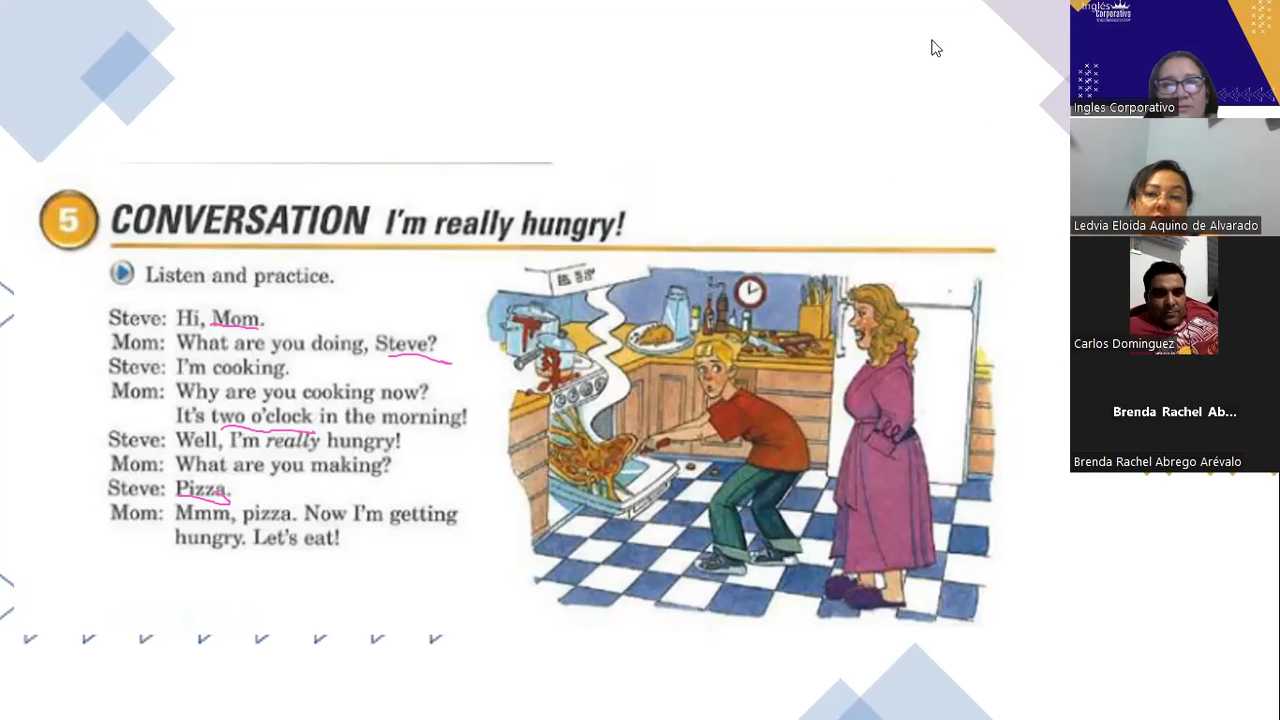 5 CONVERSATION I'm really hungry!
Listen and practice.
Steve: Hi, Mom.
Mom: What are you doing, Steve?
Steve: I'm cooking.
Mom: Why are you cooking now?
It's two o'clock in the morning!
Steve: Well, I'm really hungry!
Mom: What are you making?
Steve: Pizza.
Mom: Mmm, pizza. Now I'm getting
hungry. Let's eat!
Inglés
Corporativo
Ingles Corporativo
Ledvia Eloida Aquino de Alvarado
Carlos Dominguez
Brenda Rachel Ab...
Brenda Rachel Abrego Arévalo